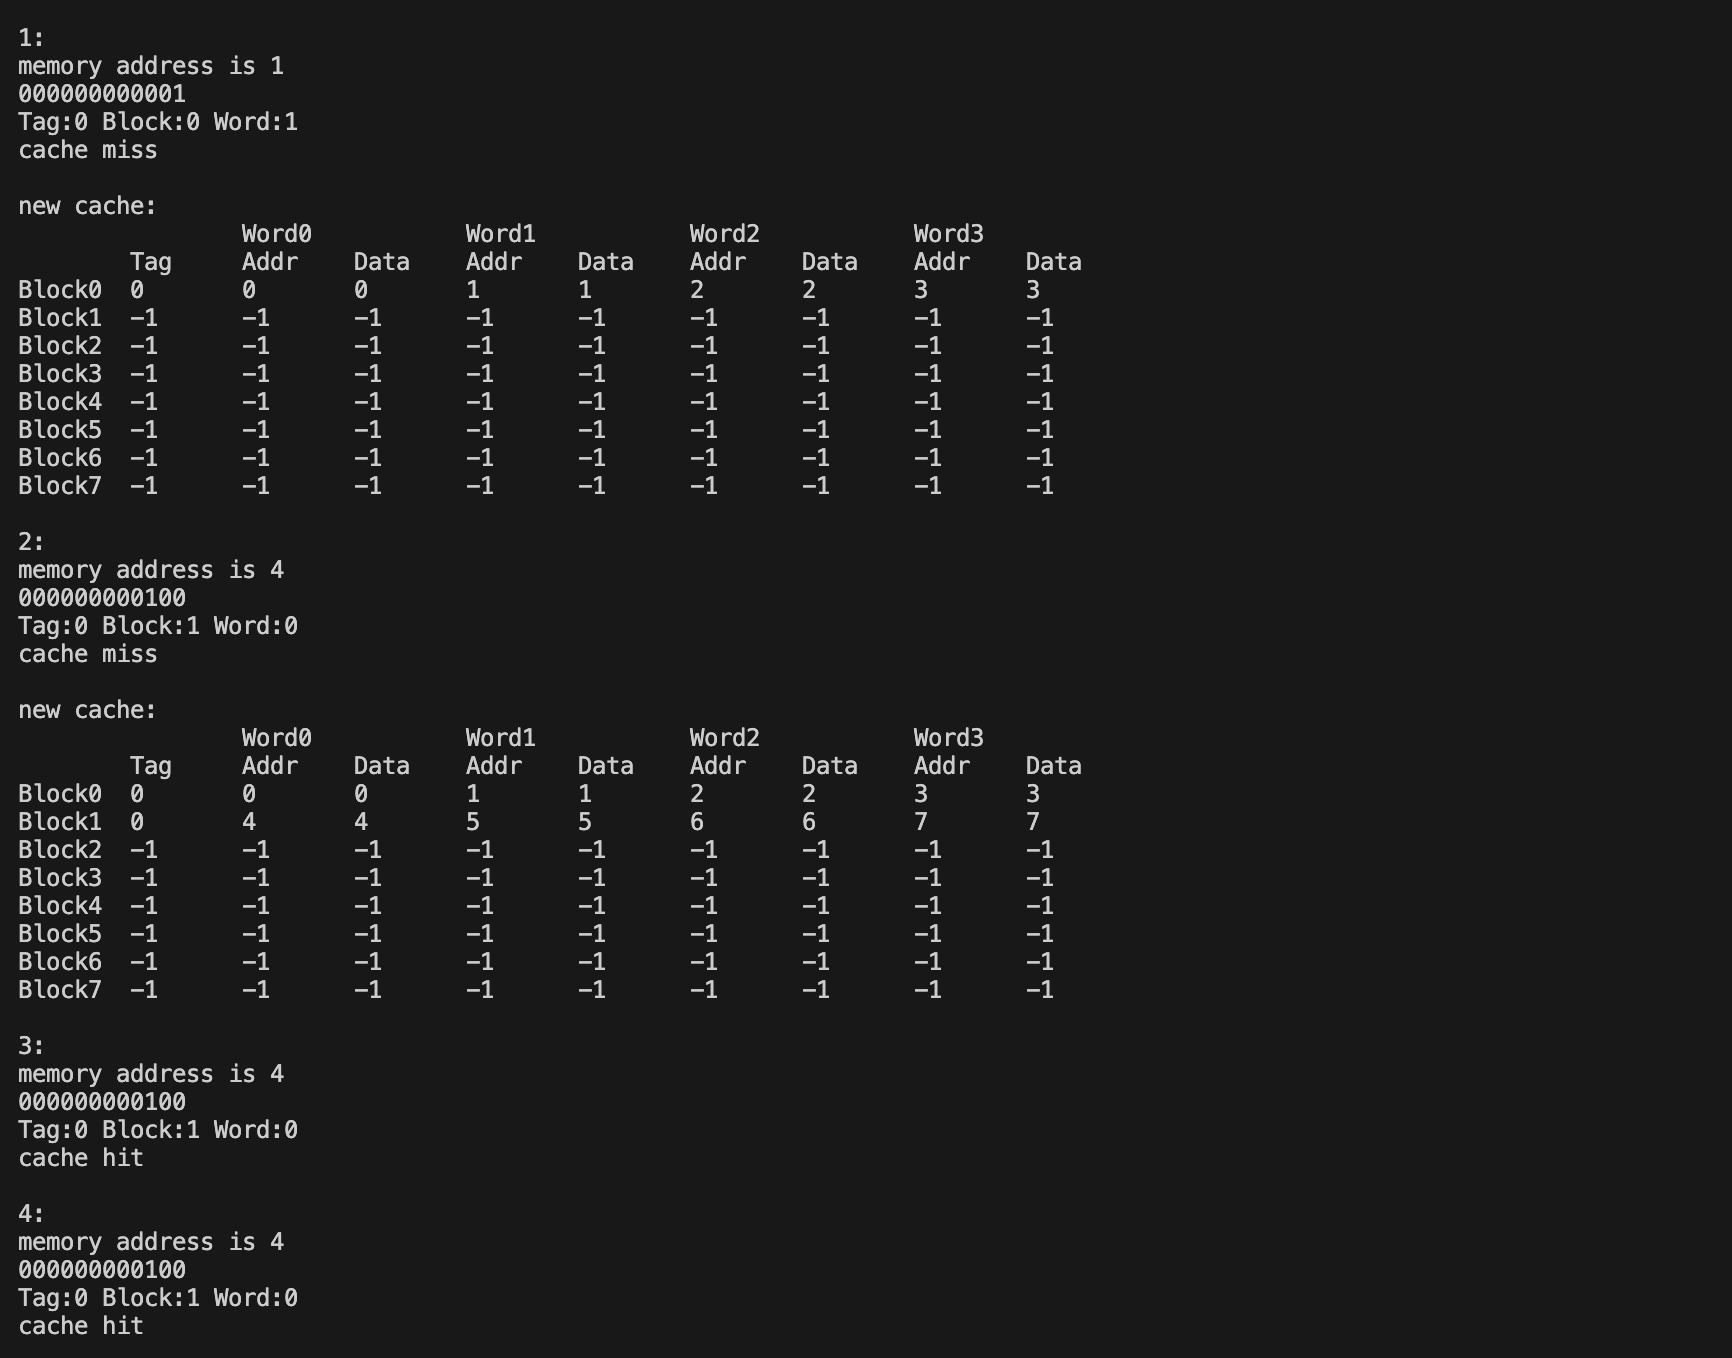 1:
memory address is 1
000000000001
Tag:0 Block:0 Word:1
cache miss
new cache:
Word0 Word1 Word2 Word3
Tag Addr Data Addr Data Addr Data Addr Data
Block0 0 0 0 1 1 2 2 3 3
Block1 -1 -1 -1 -1 -1 -1 -1 -1 -1
Block2 -1 -1 -1 -1 -1 -1 -1 -1 -1
Block3 -1 -1 -1 -1 -1 -1 -1 -1 -1
Block4 -1 -1 -1 -1 -1 -1 -1 -1 -1
Block5 -1 -1 -1 -1 -1 -1 -1 -1 -1
Block6 -1 -1 -1 -1 -1 -1 -1 -1 -1
Block7 -1 -1 -1 -1 -1 -1 -1 -1 -1
2:
memory address is 4
000000000100
Tag:0 Block:1 Word:0
cache miss
new cache:
Word0 Word1 Word2 Word3
Tag Addr Data Addr Data Addr Data Addr Data
Block0 0 0 0 1 1 2 2 3 3
Block1 0 4 4 5 5 6 6 7 7
Block2 -1 -1 -1 -1 -1 -1 -1 -1 -1
Block3 -1 -1 -1 -1 -1 -1 -1 -1 -1
Block4 -1 -1 -1 -1 -1 -1 -1 -1 -1
Block5 -1 -1 -1 -1 -1 -1 -1 -1 -1
Block6 -1 -1 -1 -1 -1 -1 -1 -1 -1
Block7 -1 -1 -1 -1 -1 -1 -1 -1 -1
3:
memory address is 4
000000000100
Tag:0 Block:1 Word:0
cache hit
4:
memory address is 4
000000000100
Tag:0 Block:1 Word:0
cache hit